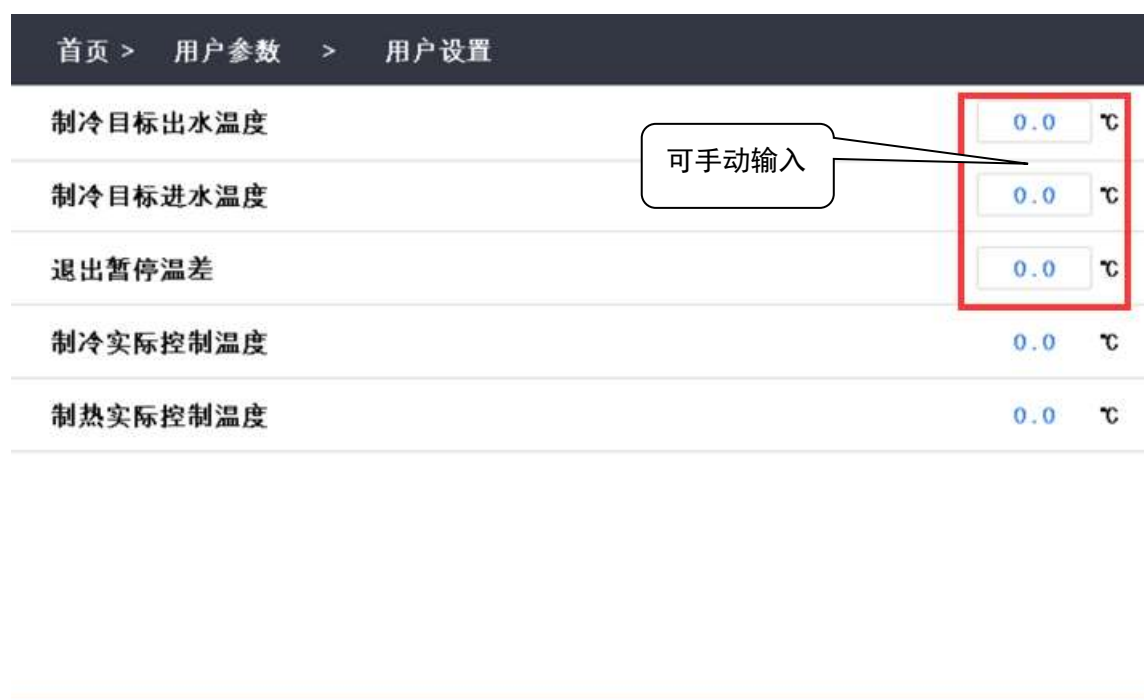 首页 > 用户参数 > 用户设置
制冷目标出水温度 0.0 ℃
可手动输入
制冷目标进水温度 0.0 ℃
退出暂停温差 0.0 ℃
制冷实际控制温度 0.0 ℃
制热实际控制温度 0.0 ℃